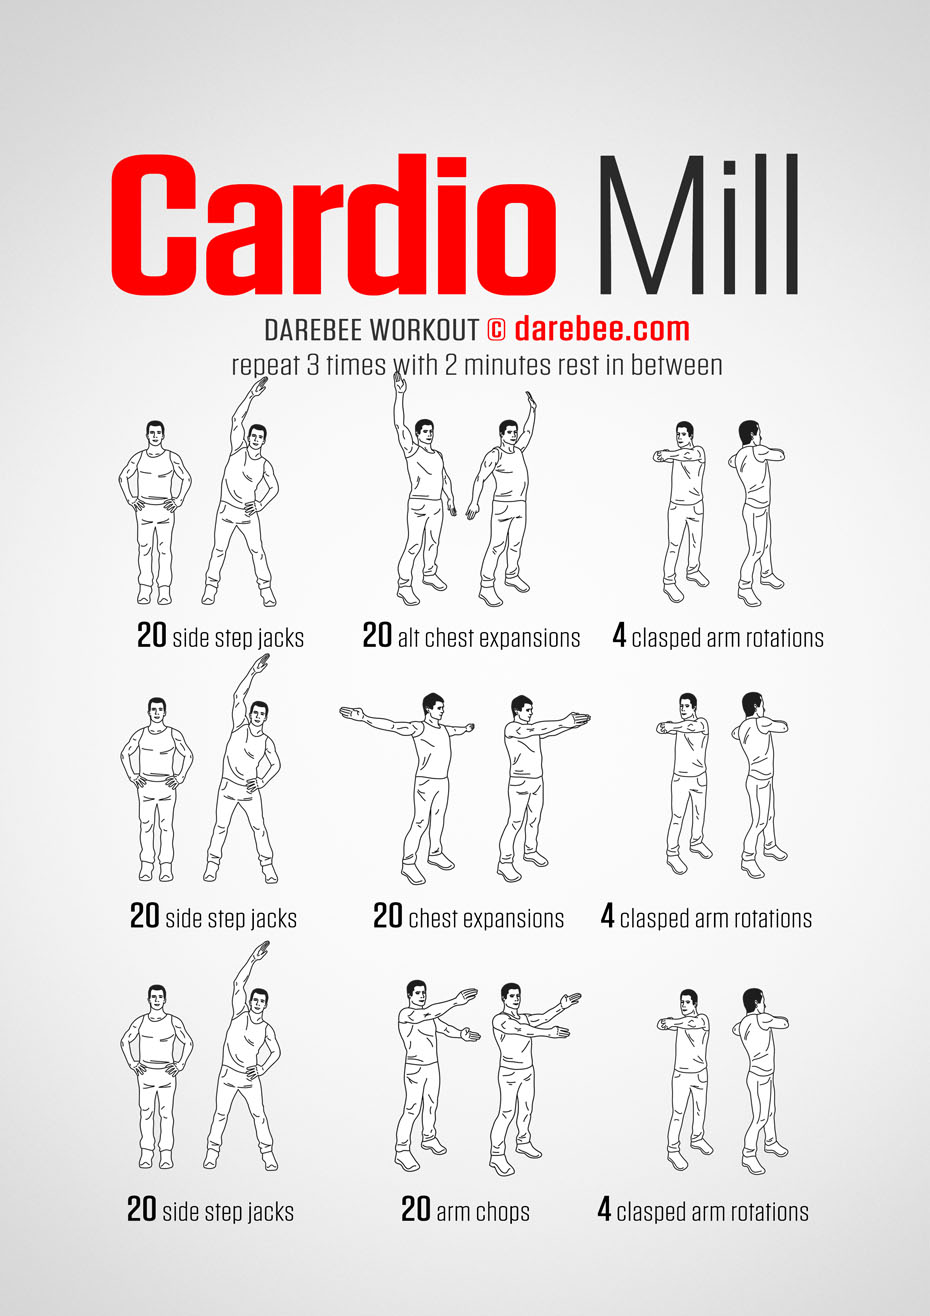 Cardio Mill
DAREBEE WORKOUT © darebee.com
repeat 3 times with 2 minutes rest in between
20 side step jacks
20 alt chest expansions
4 clasped arm rotations
20 side step jacks
20 chest expansions
4 clasped arm rotations
20 side step jacks
20 arm chops
4 clasped arm rotations